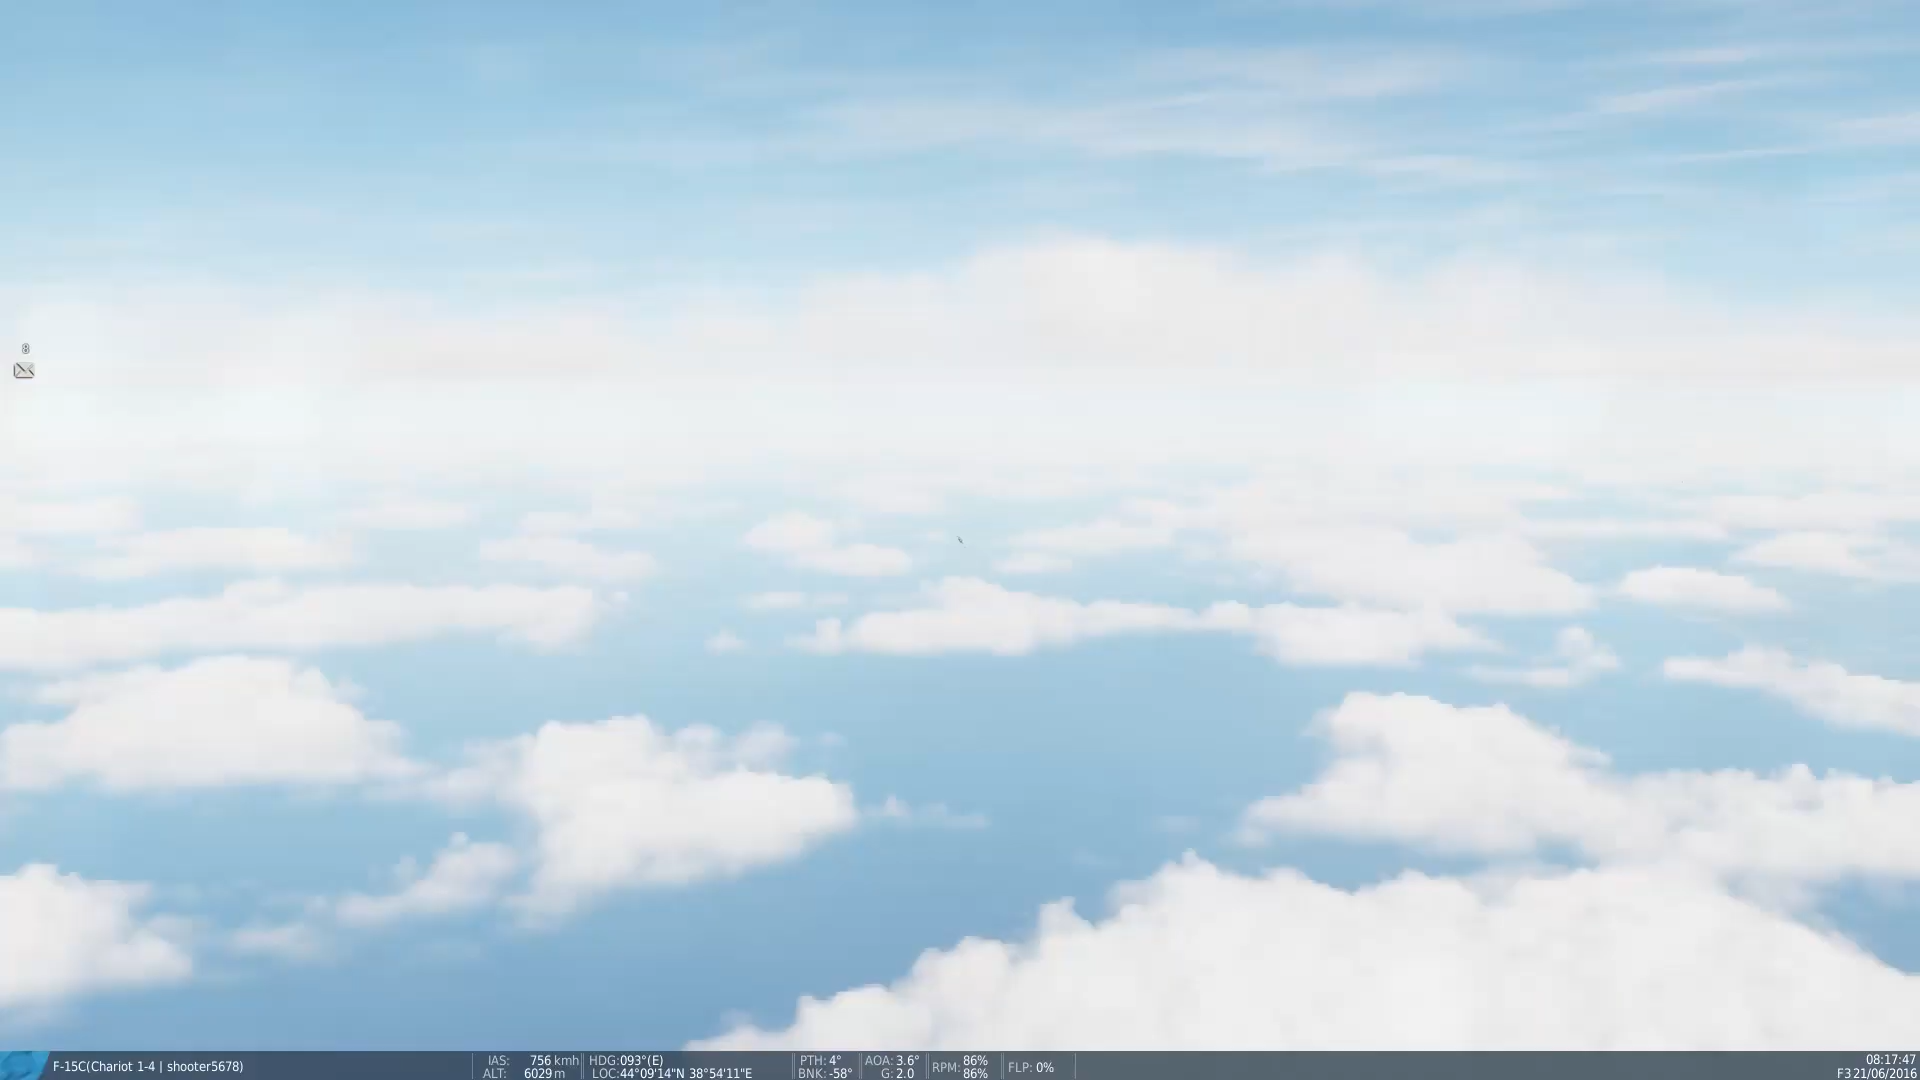 8
F-15C(Chariot 1-4 | shooter5678)
IAS: 756 kmh HDG:093°(E) PTH: 4° AOA: 3.6° RPM: 86% FLP: 0% 08:17:47
ALT: 6029 m LOC:44°09'14"N 38°54'11"E BNK: -58° G: 2.0 86% F3 21/06/2016